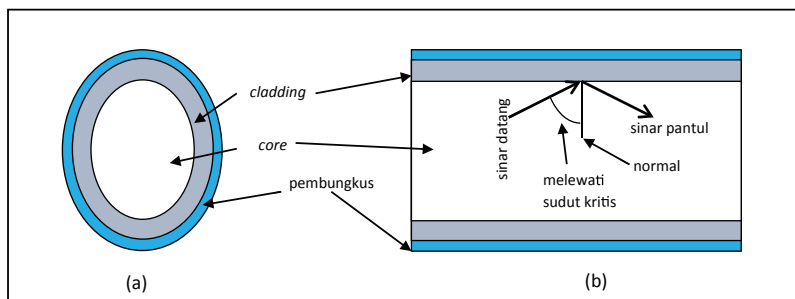 cladding
core
pembungkus
(a)
sinar datang
melewati
sudut kritis
sinar pantul
normal
(b)